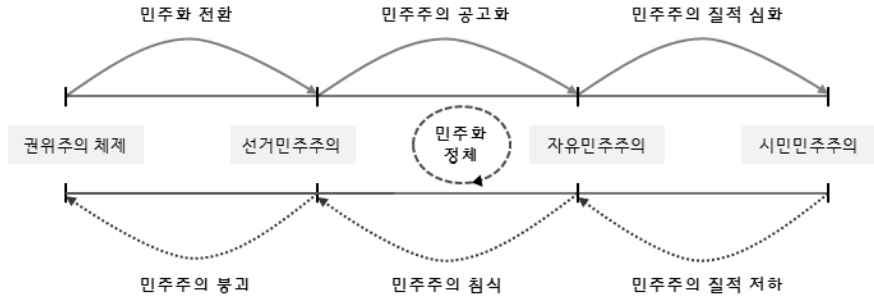 민주화 전환 민주주의 공고화 민주주의 질적 심화
권위주의 체제 선거민주주의 민주화 정체 자유민주주의 시민민주주의
민주주의 붕괴 민주주의 침식 민주주의 질적 저하